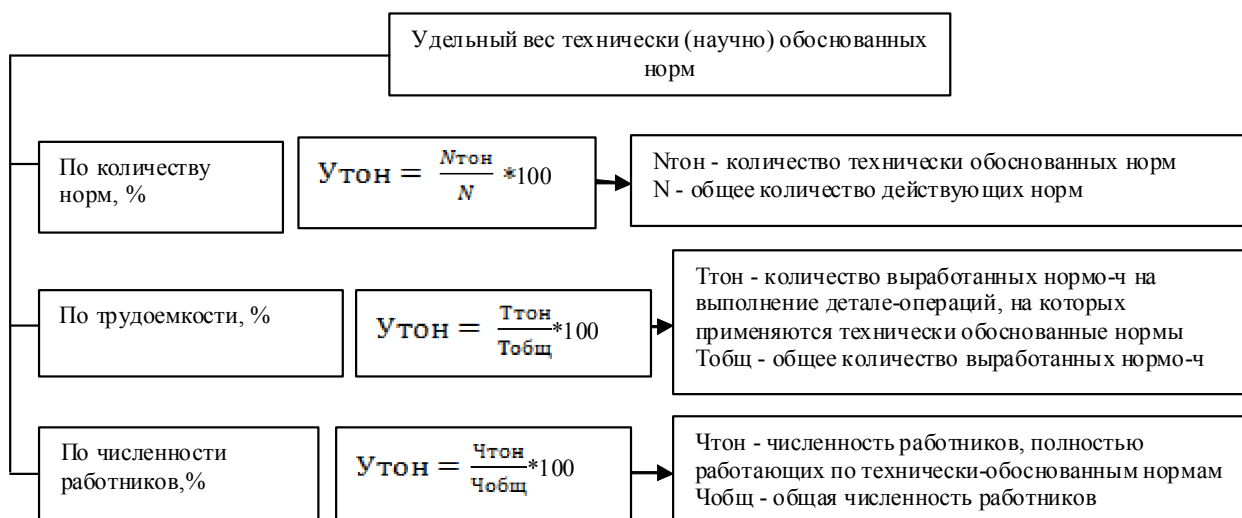 Удельный вес технически (научно) обоснованных
норм
По количеству
норм, %
Утон = Nтон/N *100
Nтон - количество технически обоснованных норм
N - общее количество действующих норм
По трудоемкости, %
Утон = Ттон/Тобщ *100
Ттон - количество выработанных нормо-ч на
выполнение детале-операций, на которых
применяются технически обоснованные нормы
Тобщ - общее количество выработанных нормо-ч
По численности
работников,%
Утон = Чтон/Чобщ *100
Чтон - численность работников, полностью
работающих по технически-обоснованным нормам
Чобщ - общая численность работников